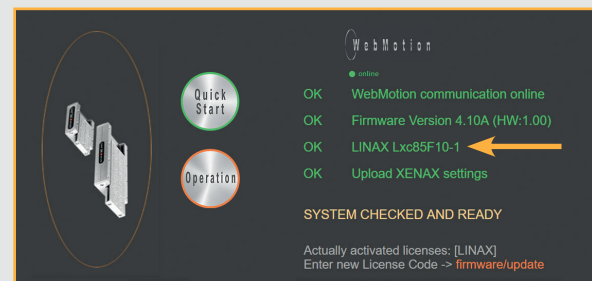 WebMotion
online
Quick
Start
Operation
OK WebMotion communication online
OK Firmware Version 4.10A (HW:1.00)
OK LINAX Lxc85F10-1
OK Upload XENAX settings
SYSTEM CHECKED AND READY
Actually activated licenses: [LINAX]
Enter new License Code -> firmware/update